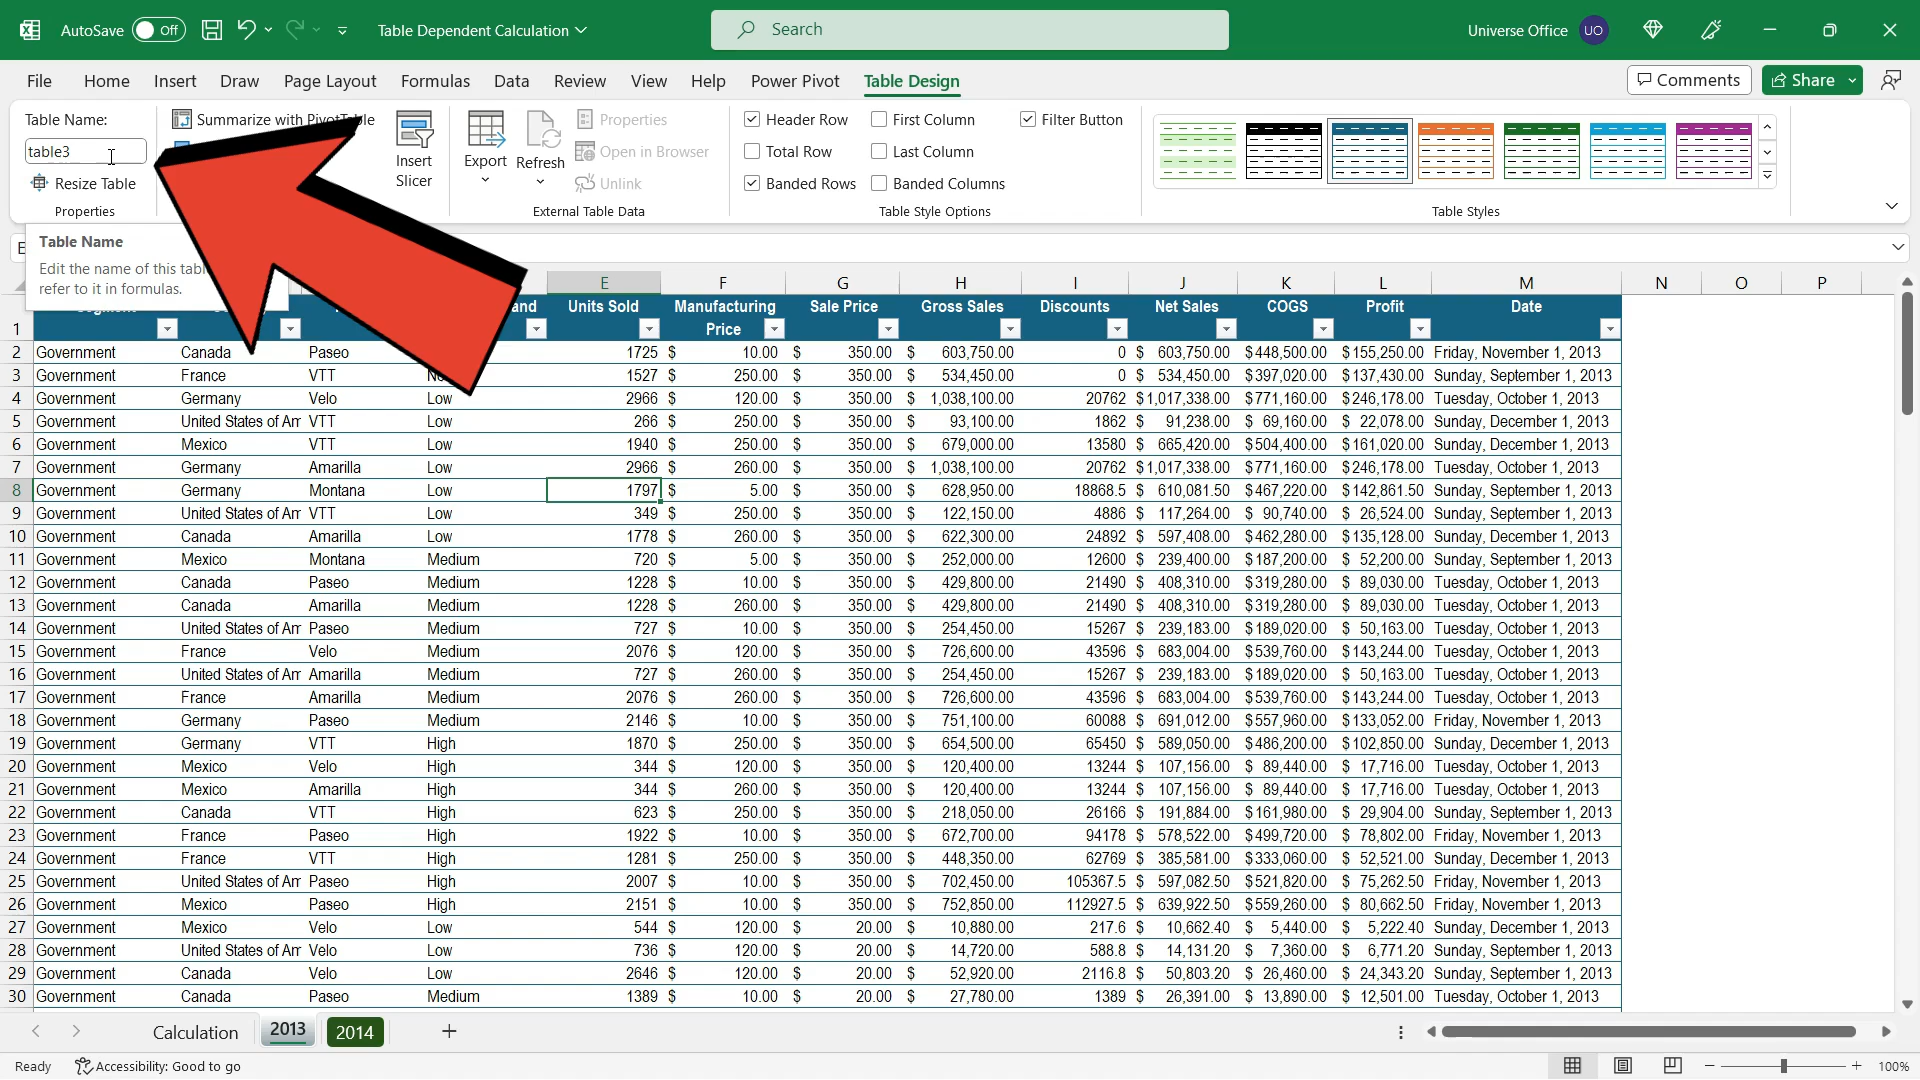 AutoSave Off Table Dependent Calculation Search Universe Office UO
File Home Insert Draw Page Layout Formulas Data Review View Help Power Pivot Table Design Comments Share
Table Name:
table3
Resize Table
Properties
Summarize with PivotTable
Insert
Slicer
Export
Refresh
Properties
Open in Browser
Unlink
External Table Data
Header Row First Column Filter Button
Total Row Last Column
Banded Rows Banded Columns
Table Style Options
Table Styles
Table Name
Edit the name of this
refer to it in formulas.
E F G H I J K L M N O P
1 Units Sold Manufacturing Price Sale Price Gross Sales Discounts Net Sales COGS Profit Date
2 Government Canada Paseo 1725 $ 10.00 $ 350.00 $ 603,750.00 0 $ 603,750.00 $448,500.00 $155,250.00 Friday, November 1, 2013
3 Government France VTT 1527 $ 250.00 $ 350.00 $ 534,450.00 0 $ 534,450.00 $397,020.00 $137,430.00 Sunday, September 1, 2013
4 Government Germany Velo Low 2966 $ 120.00 $ 350.00 $ 1,038,100.00 20762 $1,017,338.00 $771,160.00 $246,178.00 Tuesday, October 1, 2013
5 Government United States of Am VTT Low 266 $ 250.00 $ 350.00 $ 93,100.00 1862 $ 91,238.00 $ 69,160.00 $ 22,078.00 Sunday, December 1, 2013
6 Government Mexico VTT Low 1940 $ 250.00 $ 350.00 $ 679,000.00 13580 $ 665,420.00 $504,400.00 $161,020.00 Sunday, December 1, 2013
7 Government Germany Amarilla Low 2966 $ 260.00 $ 350.00 $ 1,038,100.00 20762 $1,017,338.00 $771,160.00 $246,178.00 Tuesday, October 1, 2013
8 Government Germany Montana Low 1797 $ 5.00 $ 350.00 $ 628,950.00 18868.5 $ 610,081.50 $467,220.00 $142,861.50 Sunday, September 1, 2013
9 Government United States of Am VTT Low 349 $ 250.00 $ 350.00 $ 122,150.00 4886 $ 117,264.00 $ 90,740.00 $ 26,524.00 Sunday, September 1, 2013
10 Government Canada Amarilla Low 1778 $ 260.00 $ 350.00 $ 622,300.00 24892 $ 597,408.00 $462,280.00 $135,128.00 Sunday, December 1, 2013
11 Government Mexico Montana Medium 720 $ 5.00 $ 350.00 $ 252,000.00 12600 $ 239,400.00 $187,200.00 $ 52,200.00 Sunday, September 1, 2013
12 Government Canada Paseo Medium 1228 $ 10.00 $ 350.00 $ 429,800.00 21490 $ 408,310.00 $319,280.00 $ 89,030.00 Tuesday, October 1, 2013
13 Government Canada Amarilla Medium 1228 $ 260.00 $ 350.00 $ 429,800.00 21490 $ 408,310.00 $319,280.00 $ 89,030.00 Tuesday, October 1, 2013
14 Government United States of Am Paseo Medium 727 $ 10.00 $ 350.00 $ 254,450.00 15267 $ 239,183.00 $189,020.00 $ 50,163.00 Tuesday, October 1, 2013
15 Government France Velo Medium 2076 $ 120.00 $ 350.00 $ 726,600.00 43596 $ 683,004.00 $539,760.00 $143,244.00 Tuesday, October 1, 2013
16 Government United States of Am Amarilla Medium 727 $ 260.00 $ 350.00 $ 254,450.00 15267 $ 239,183.00 $189,020.00 $ 50,163.00 Tuesday, October 1, 2013
17 Government France Amarilla Medium 2076 $ 260.00 $ 350.00 $ 726,600.00 43596 $ 683,004.00 $539,760.00 $143,244.00 Tuesday, October 1, 2013
18 Government Germany Paseo Medium 2146 $ 10.00 $ 350.00 $ 751,100.00 60088 $ 691,012.00 $557,960.00 $133,052.00 Friday, November 1, 2013
19 Government Germany VTT High 1870 $ 250.00 $ 350.00 $ 654,500.00 65450 $ 589,050.00 $486,200.00 $102,850.00 Sunday, December 1, 2013
20 Government Mexico Velo High 344 $ 120.00 $ 350.00 $ 120,400.00 13244 $ 107,156.00 $ 89,440.00 $ 17,716.00 Tuesday, October 1, 2013
21 Government Mexico Amarilla High 344 $ 260.00 $ 350.00 $ 120,400.00 13244 $ 107,156.00 $ 89,440.00 $ 17,716.00 Tuesday, October 1, 2013
22 Government Canada VTT High 623 $ 250.00 $ 350.00 $ 218,050.00 26166 $ 191,884.00 $161,980.00 $ 29,904.00 Sunday, September 1, 2013
23 Government France Paseo High 1922 $ 10.00 $ 350.00 $ 672,700.00 94178 $ 578,522.00 $499,720.00 $ 78,802.00 Friday, November 1, 2013
24 Government France VTT High 1281 $ 250.00 $ 350.00 $ 448,350.00 62769 $ 385,581.00 $333,060.00 $ 52,521.00 Sunday, December 1, 2013
25 Government United States of Am Paseo High 2007 $ 10.00 $ 350.00 $ 702,450.00 105367.5 $ 597,082.50 $521,820.00 $ 75,262.50 Friday, November 1, 2013
26 Government Mexico Paseo High 2151 $ 10.00 $ 350.00 $ 752,850.00 112927.5 $ 639,922.50 $559,260.00 $ 80,662.50 Friday, November 1, 2013
27 Government Mexico Velo Low 544 $ 120.00 $ 20.00 $ 10,880.00 217.6 $ 10,662.40 $ 5,440.00 $ 5,222.40 Sunday, December 1, 2013
28 Government United States of Am Velo Low 736 $ 120.00 $ 20.00 $ 14,720.00 588.8 $ 14,131.20 $ 7,360.00 $ 6,771.20 Sunday, September 1, 2013
29 Government Canada Velo Low 2646 $ 120.00 $ 20.00 $ 52,920.00 2116.8 $ 50,803.20 $ 26,460.00 $ 24,343.20 Sunday, September 1, 2013
30 Government Canada Paseo Medium 1389 $ 10.00 $ 20.00 $ 27,780.00 1389 $ 26,391.00 $ 13,890.00 $ 12,501.00 Tuesday, October 1, 2013
Calculation 2013 2014
Ready Accessibility: Good to go 100%